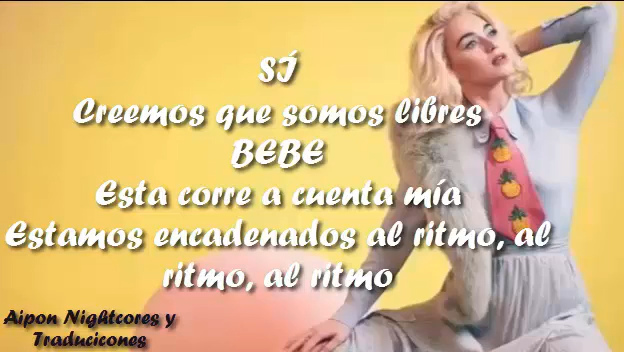 SÍ
Creemos que somos libres
BEBE
Esta corre a cuenta mía
Estamos encadenados al ritmo, al
ritmo, al ritmo
Aipon Nightcores y
Traducicones